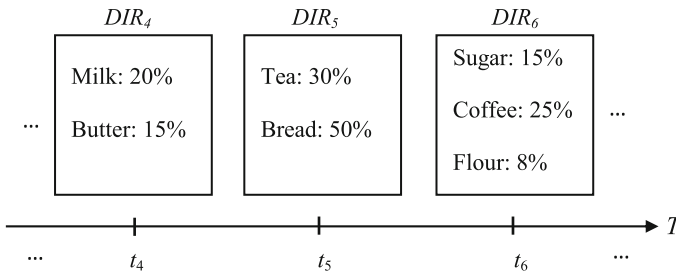 DIR4 DIR5 DIR6
Milk: 20% Tea: 30% Sugar: 15%
Butter: 15% Bread: 50% Coffee: 25%
Flour: 8%
... ...
T
... t4 t5 t6 ...